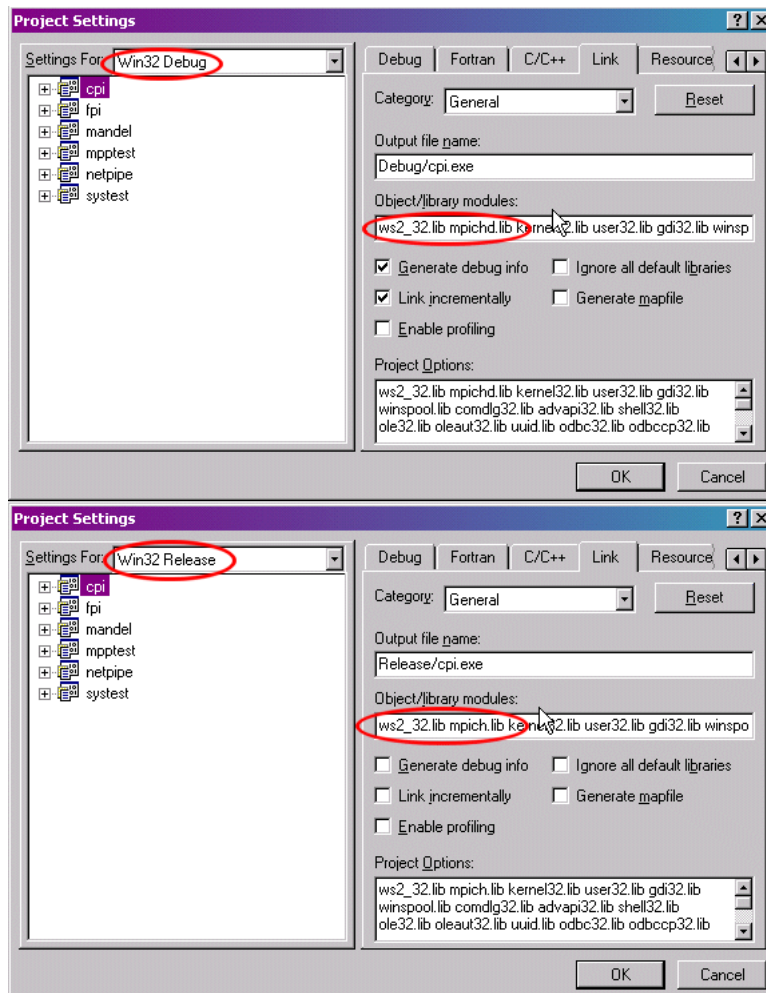 Project Settings
Settings For: Win32 Debug
cpi
fpi
mandel
mpptest
netpipe
systest
Debug Fortran C/C++ Link Resource
Category: General Reset
Output file name:
Debug/cpi.exe
Object/library modules:
ws2_32.lib mpichd.lib kernel32.lib user32.lib gdi32.lib winsp
Generate debug info Ignore all default libraries
Link incrementally Generate mapfile
Enable profiling
Project Options:
ws2_32.lib mpichd.lib kernel32.lib user32.lib gdi32.lib
winspool.lib comdlg32.lib advapi32.lib shell32.lib
ole32.lib oleaut32.lib uuid.lib odbc32.lib odbccp32.lib
OK Cancel
Project Settings
Settings For: Win32 Release
cpi
fpi
mandel
mpptest
netpipe
systest
Debug Fortran C/C++ Link Resource
Category: General Reset
Output file name:
Release/cpi.exe
Object/library modules:
ws2_32.lib mpich.lib kernel32.lib user32.lib gdi32.lib winspo
Generate debug info Ignore all default libraries
Link incrementally Generate mapfile
Enable profiling
Project Options:
ws2_32.lib mpich.lib kernel32.lib user32.lib gdi32.lib
winspool.lib comdlg32.lib advapi32.lib shell32.lib
ole32.lib oleaut32.lib uuid.lib odbc32.lib odbccp32.lib
OK Cancel